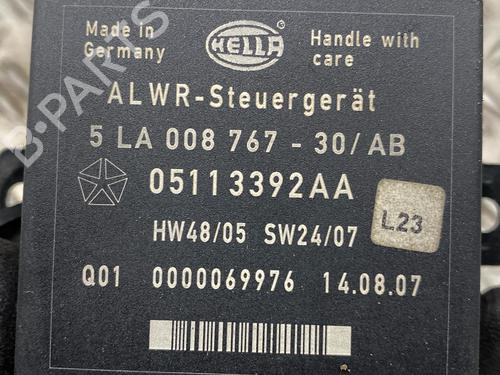 Made in
Germany
HELLA
Handle with
care
ALWR-Steuergerät
5 LA 008 767 - 30/AB
05113392AA
HW48/05 SW24/07
L23
Q01 0000069976 14.08.07
B-PARTS